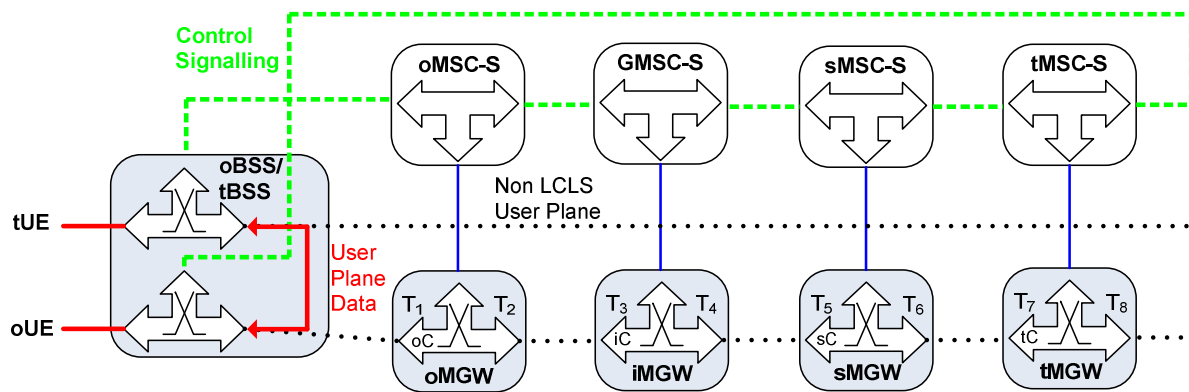 Control
Signalling
oMSC-S
GMSC-S
sMSC-S
tMSC-S
oBSS/
tBSS
Non LCLS
User Plane
tUE
User
Plane
Data
oUE
T1
T2
T3
T4
T5
T6
T7
T8
oC
iC
sC
tC
oMGW
iMGW
sMGW
tMGW